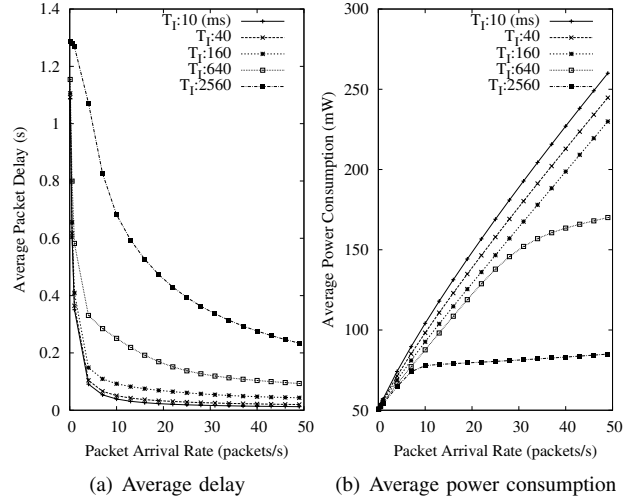 T_I:10 (ms)
T_I:40
T_I:160
T_I:640
T_I:2560
1.4
1.2
1
0.8
0.6
0.4
0.2
0
0 10 20 30 40 50
Average Packet Delay (s)
Packet Arrival Rate (packets/s)
(a) Average delay
T_I:10 (ms)
T_I:40
T_I:160
T_I:640
T_I:2560
300
250
200
150
100
50
0 10 20 30 40 50
Average Power Consumption (mW)
Packet Arrival Rate (packets/s)
(b) Average power consumption